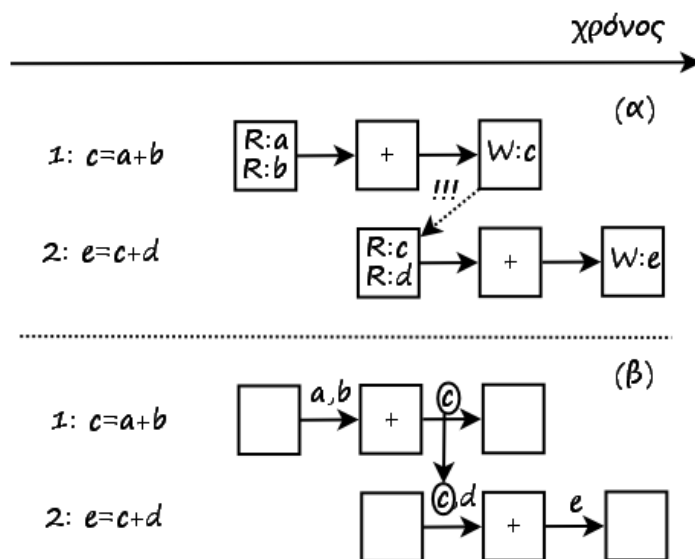 χρόνος
(α)
1: c=a+b
R:a
R:b
+
W:c
!!!
2: e=c+d
R:c
R:d
+
W:e
(β)
1: c=a+b
a,b
+
c
2: e=c+d
c,d
+
e